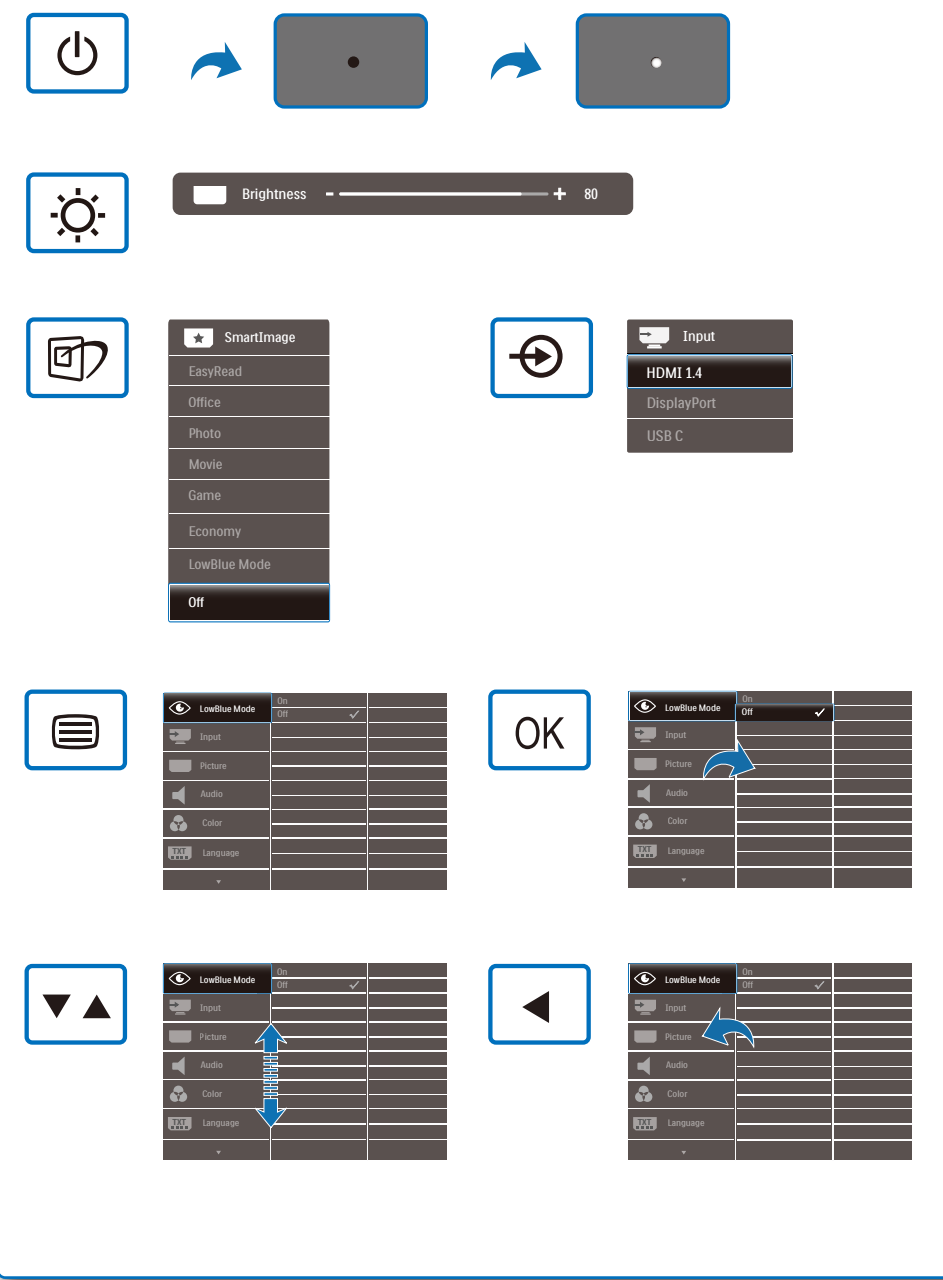 Brightness - + 80
SmartImage
EasyRead
Office
Photo
Movie
Game
Economy
LowBlue Mode
Off
Input
HDMI 1.4
DisplayPort
USB C
LowBlue Mode
On
Off
Input
Picture
Audio
Color
TXT Language
OK
LowBlue Mode
On
Off
Input
Picture
Audio
Color
TXT Language
LowBlue Mode
On
Off
Input
Picture
Audio
Color
TXT Language
LowBlue Mode
On
Off
Input
Picture
Audio
Color
TXT Language